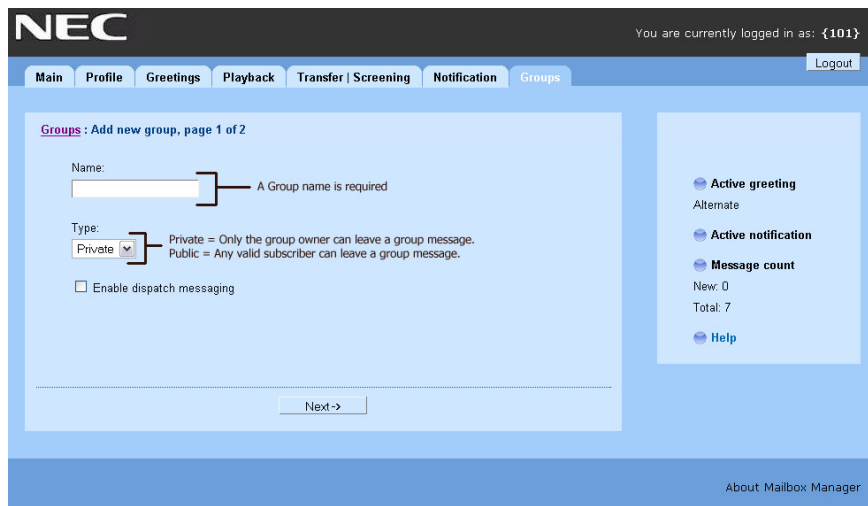 NEC
You are currently logged in as: {101}
Logout
Main Profile Greetings Playback Transfer | Screening Notification Groups
Groups : Add new group, page 1 of 2
Name:
A Group name is required
Type:
Private
Private = Only the group owner can leave a group message.
Public = Any valid subscriber can leave a group message.
Enable dispatch messaging
Next->
Active greeting
Alternate
Active notification
Message count
New: 0
Total: 7
Help
About Mailbox Manager